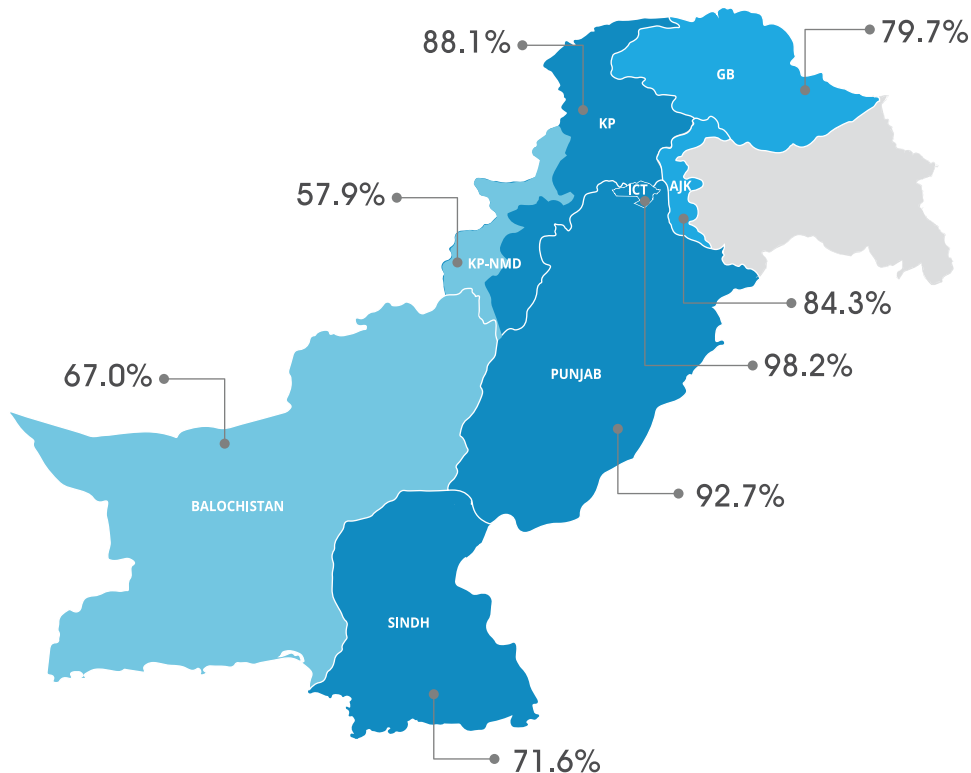 79.7%
88.1%
GB
KP
ICT
AJK
57.9%
KP-NMD
84.3%
98.2%
PUNJAB
67.0%
92.7%
BALOCHISTAN
SINDH
71.6%